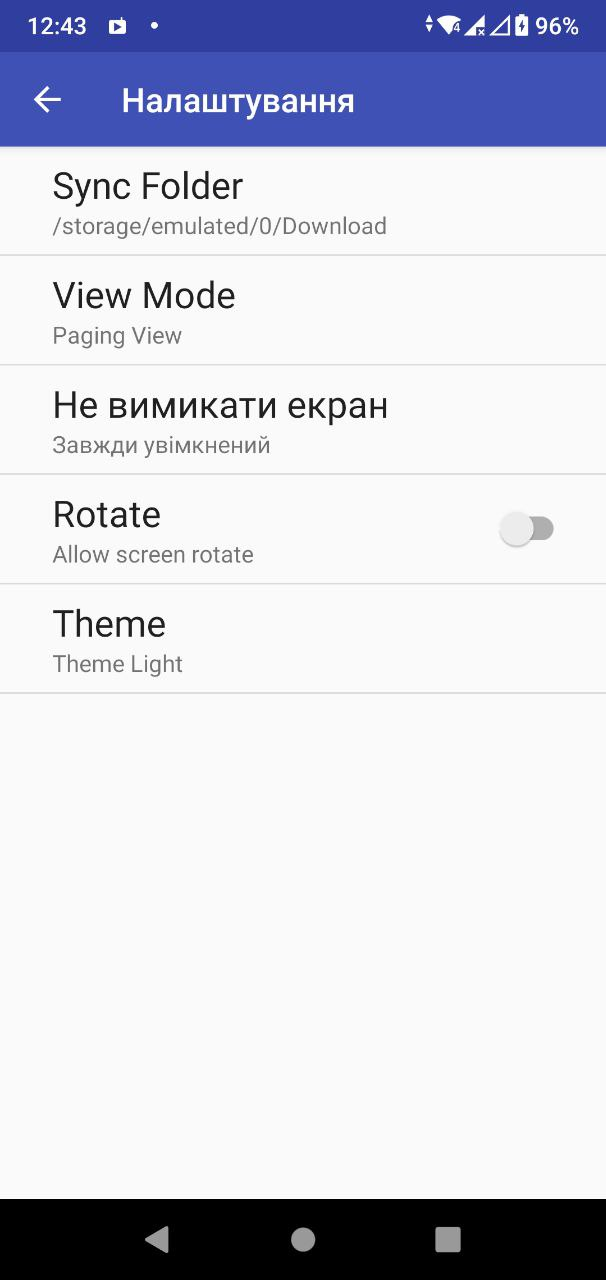 12:43
4
96%
Налаштування
Sync Folder
/storage/emulated/0/Download
View Mode
Paging View
Не вимикати екран
Завжди увімкнений
Rotate
Allow screen rotate
Theme
Theme Light